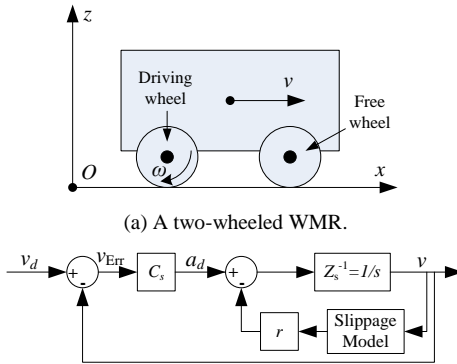 z
Driving
wheel
v
Free
wheel
ω
O
x
(a) A two-wheeled WMR.
v_d
+
-
v_Err
C_s
a_d
+
-
Z_s^-1=1/s
v
r
Slippage
Model